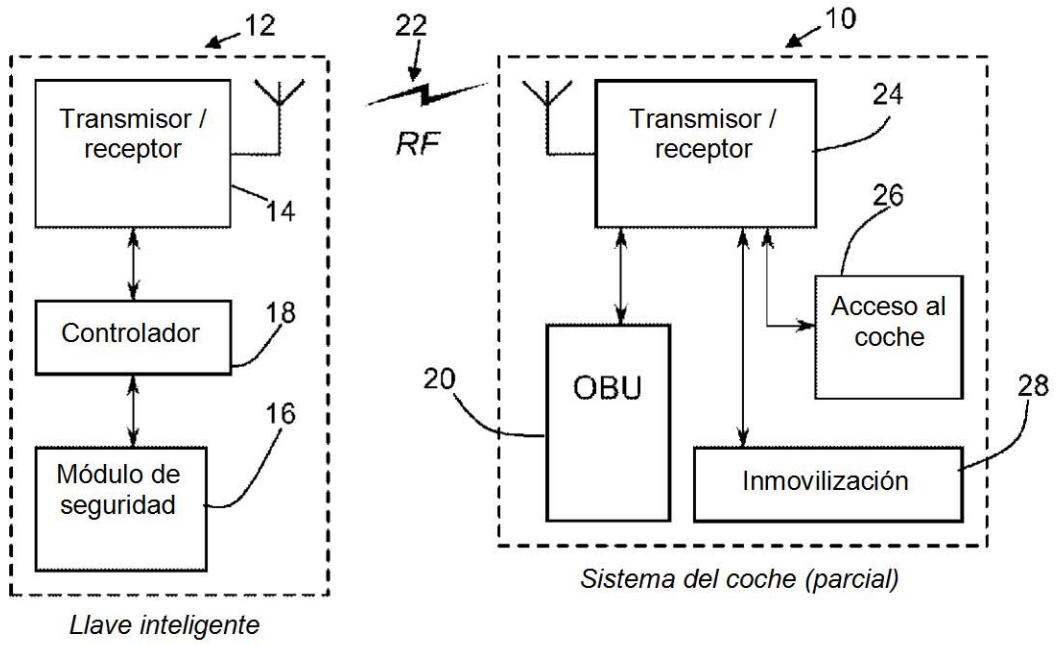 12
Transmisor /
receptor
14
Controlador
18
Módulo de
seguridad
16
Llave inteligente
22
RF
10
Transmisor /
receptor
24
26
Acceso al
coche
20
OBU
28
Inmovilización
Sistema del coche (parcial)